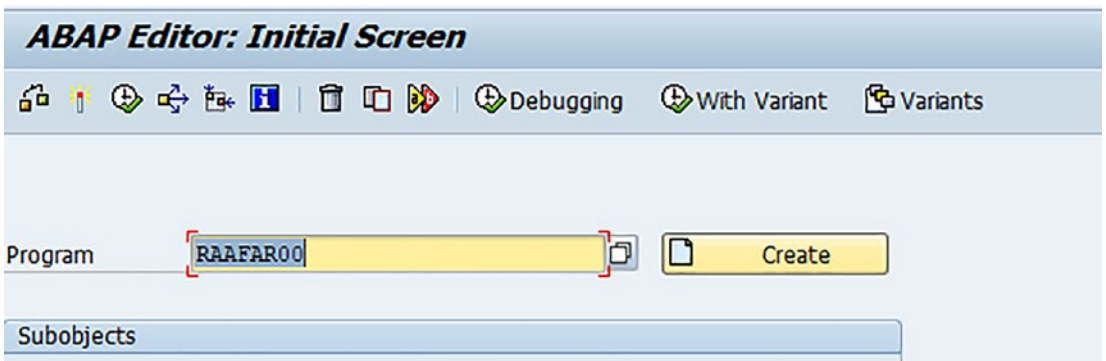 ABAP Editor: Initial Screen
Debugging With Variant Variants
Program RAAFAR00 Create
Subobjects